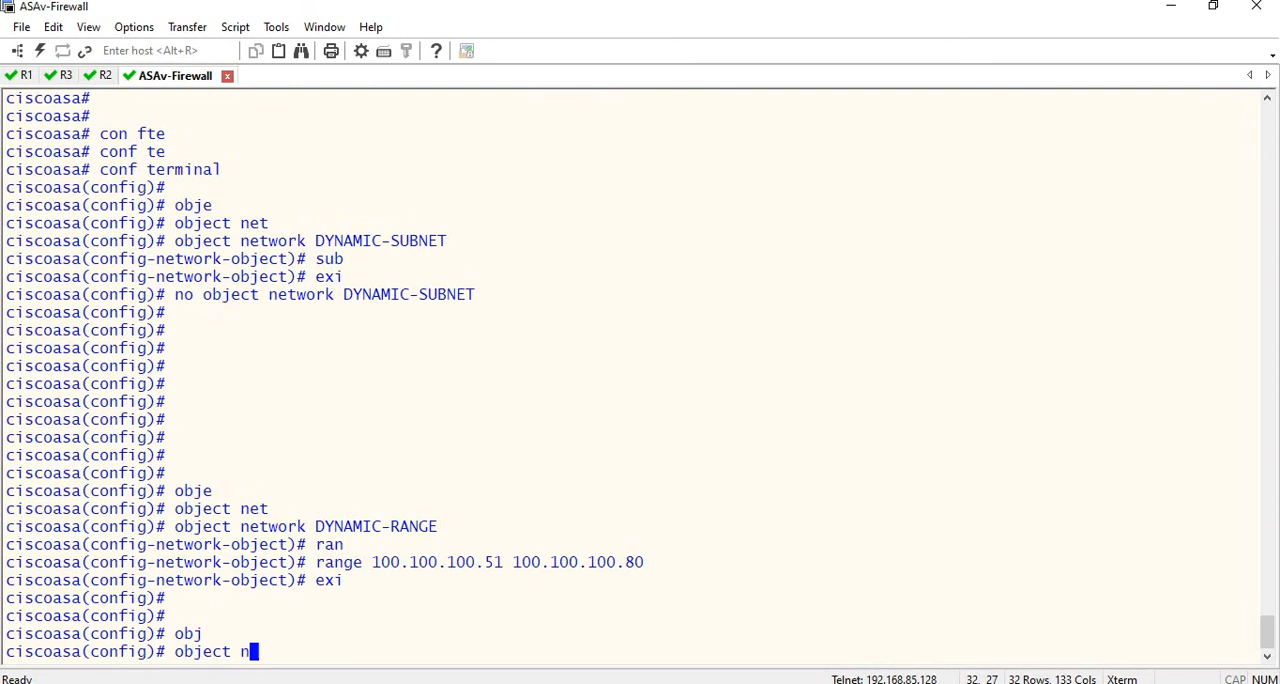 ASAv-Firewall
File Edit View Options Transfer Script Tools Window Help
Enter host <Alt+R>
R1 R3 R2 ASAv-Firewall
ciscoasa#
ciscoasa#
ciscoasa# con fte
ciscoasa# conf te
ciscoasa# conf terminal
ciscoasa(config)#
ciscoasa(config)# obje
ciscoasa(config)# object net
ciscoasa(config)# object network DYNAMIC-SUBNET
ciscoasa(config-network-object)# sub
ciscoasa(config-network-object)# exi
ciscoasa(config)# no object network DYNAMIC-SUBNET
ciscoasa(config)#
ciscoasa(config)#
ciscoasa(config)#
ciscoasa(config)#
ciscoasa(config)#
ciscoasa(config)#
ciscoasa(config)#
ciscoasa(config)#
ciscoasa(config)#
ciscoasa(config)#
ciscoasa(config)# obje
ciscoasa(config)# object net
ciscoasa(config)# object network DYNAMIC-RANGE
ciscoasa(config-network-object)# ran
ciscoasa(config-network-object)# range 100.100.100.51 100.100.100.80
ciscoasa(config-network-object)# exi
ciscoasa(config)#
ciscoasa(config)#
ciscoasa(config)# obj
ciscoasa(config)# object n
Ready Telnet: 192.168.85.128 32, 27 32 Rows, 133 Cols Xterm CAP NUM